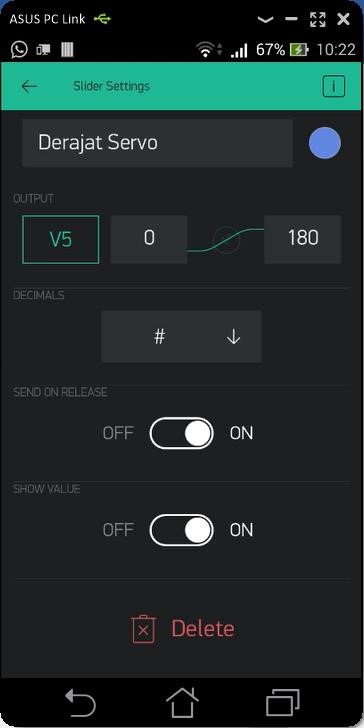 ASUS PC Link
67% 10:22
Slider Settings
i
Derajat Servo
OUTPUT
V5 0 180
DECIMALS
#
SEND ON RELEASE
OFF ON
SHOW VALUE
OFF ON
Delete